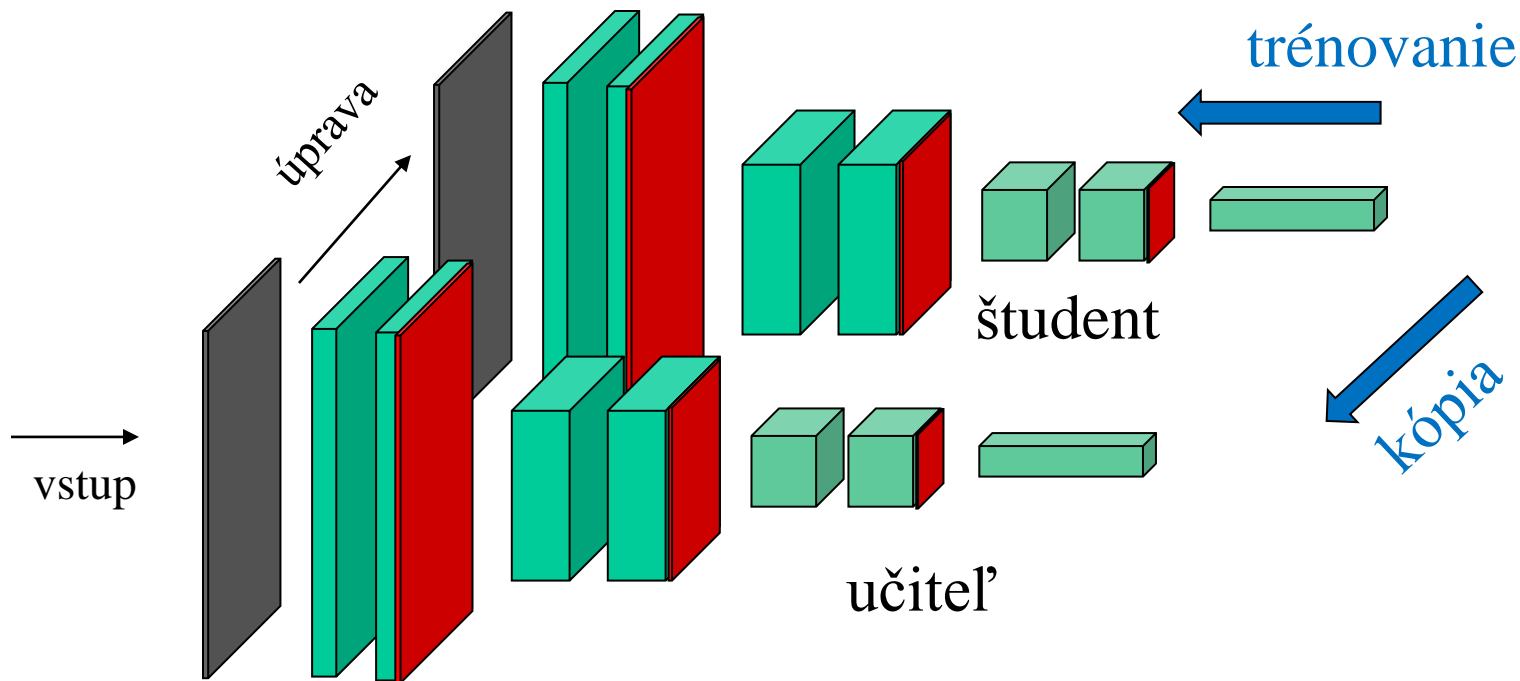 trénovanie
úprava
študent
kópia
vstup
učiteľ